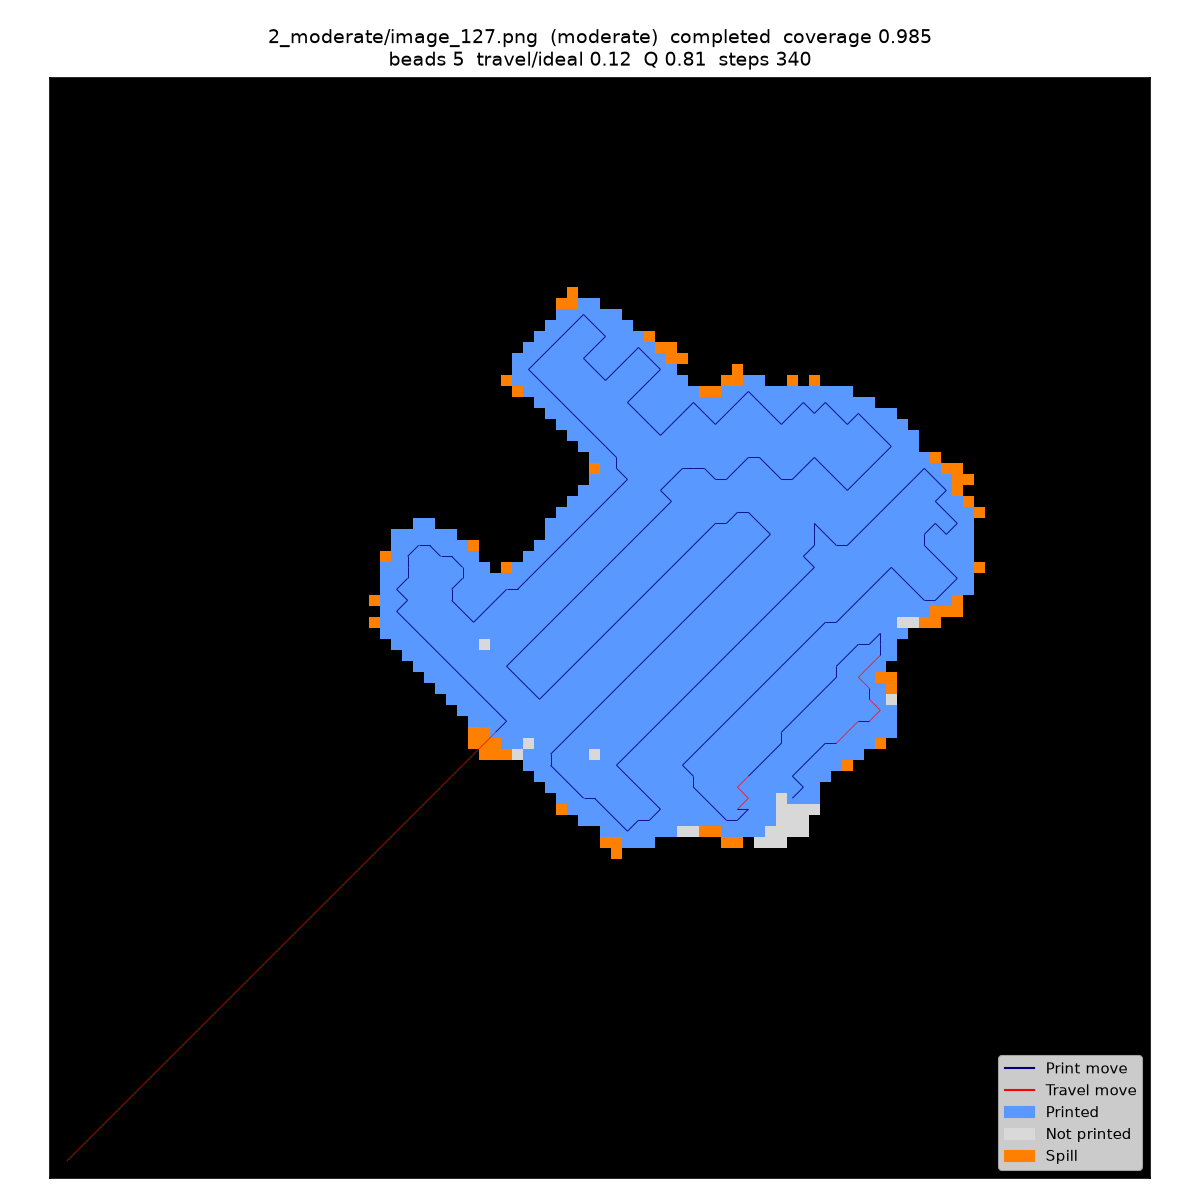 2_moderate/image_127.png  (moderate)  completed  coverage 0.985
beads 5  travel/ideal 0.12  Q 0.81  steps 340
Print move
Travel move
Printed
Not printed
Spill